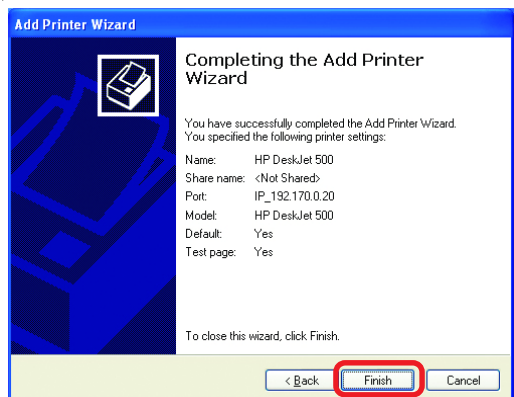 Add Printer Wizard
Completing the Add Printer
Wizard
You have successfully completed the Add Printer Wizard.
You specified the following printer settings:
Name: HP DeskJet 500
Share name: <Not Shared>
Port: IP_192.170.0.20
Model: HP DeskJet 500
Default: Yes
Test page: Yes
To close this wizard, click Finish.
< Back Finish Cancel